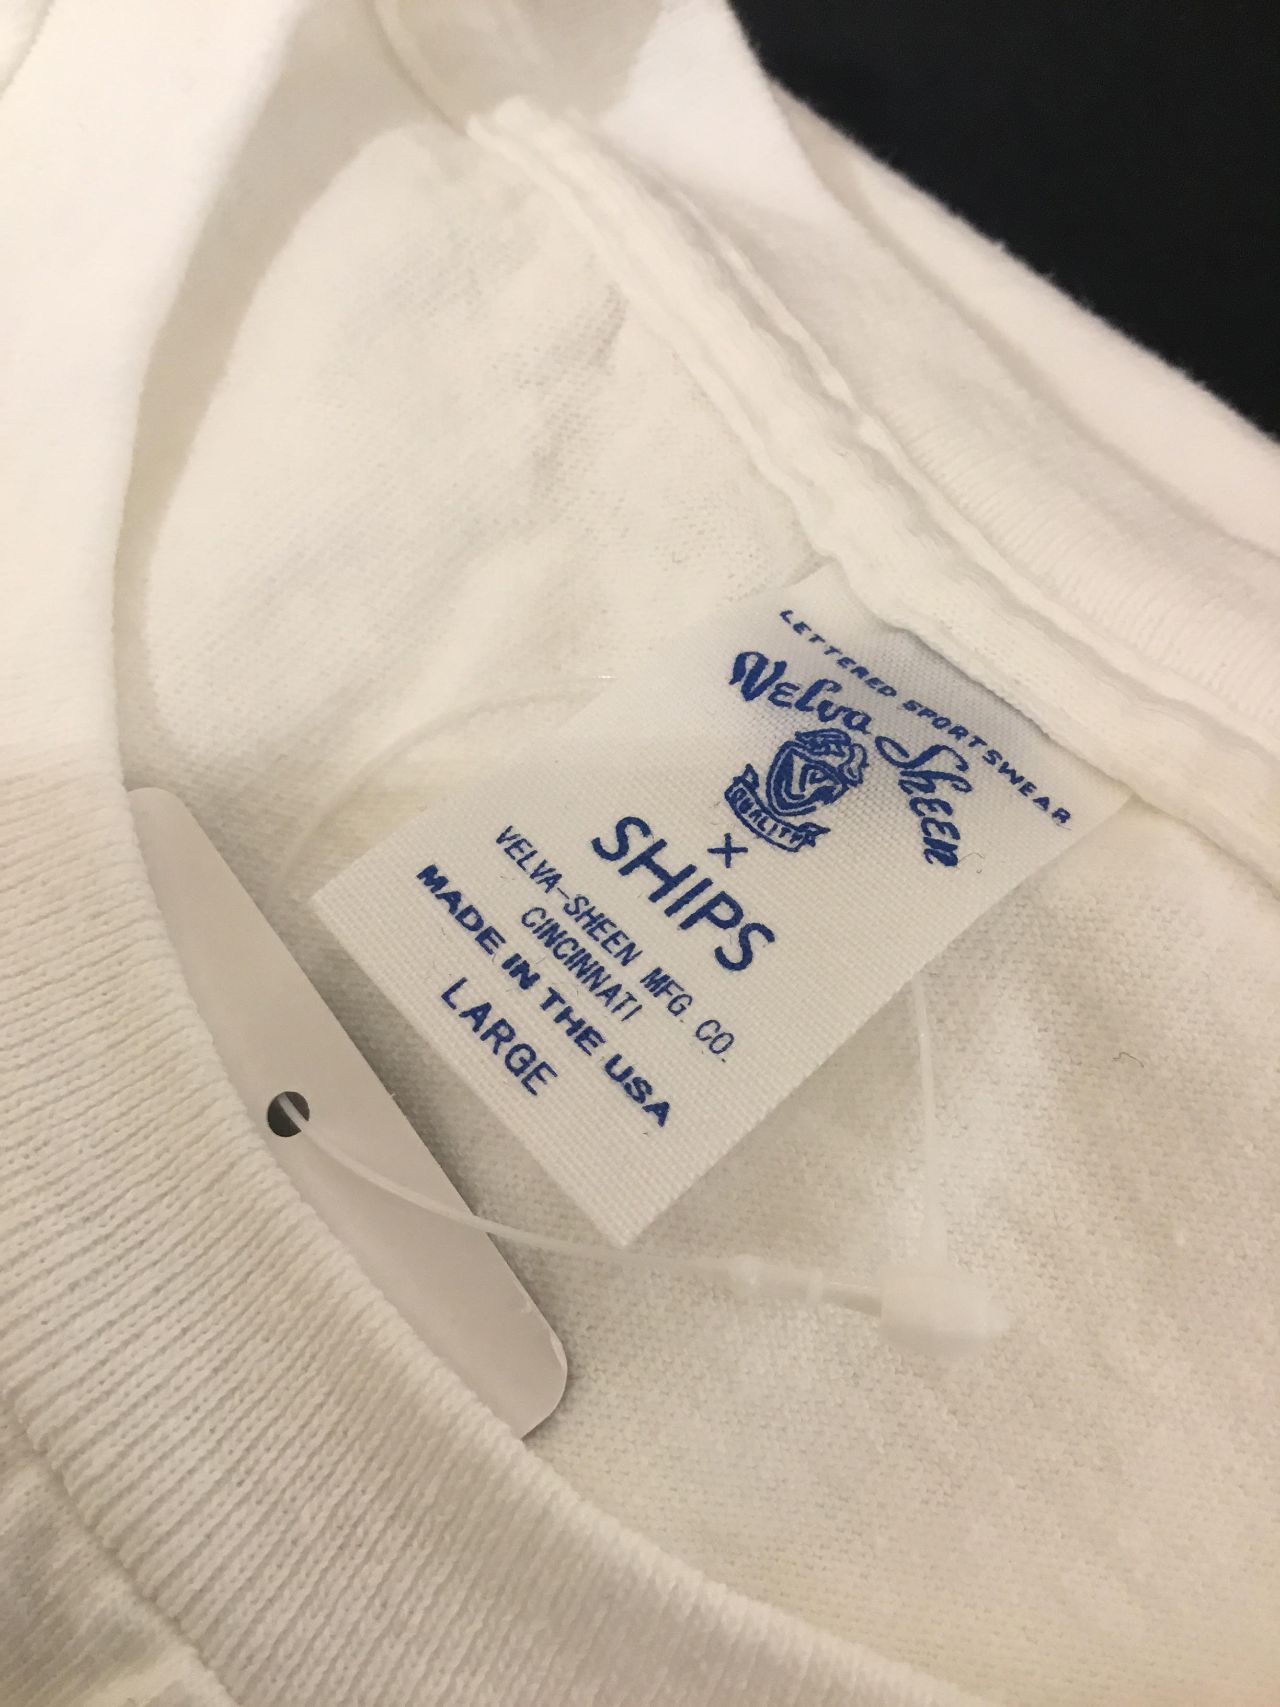 LETTERED SPORTSWEAR
Velva Sheen
QUALITY
×
SHIPS
VELVA-SHEEN MFG. CO.
CINCINNATI
MADE IN THE USA
LARGE